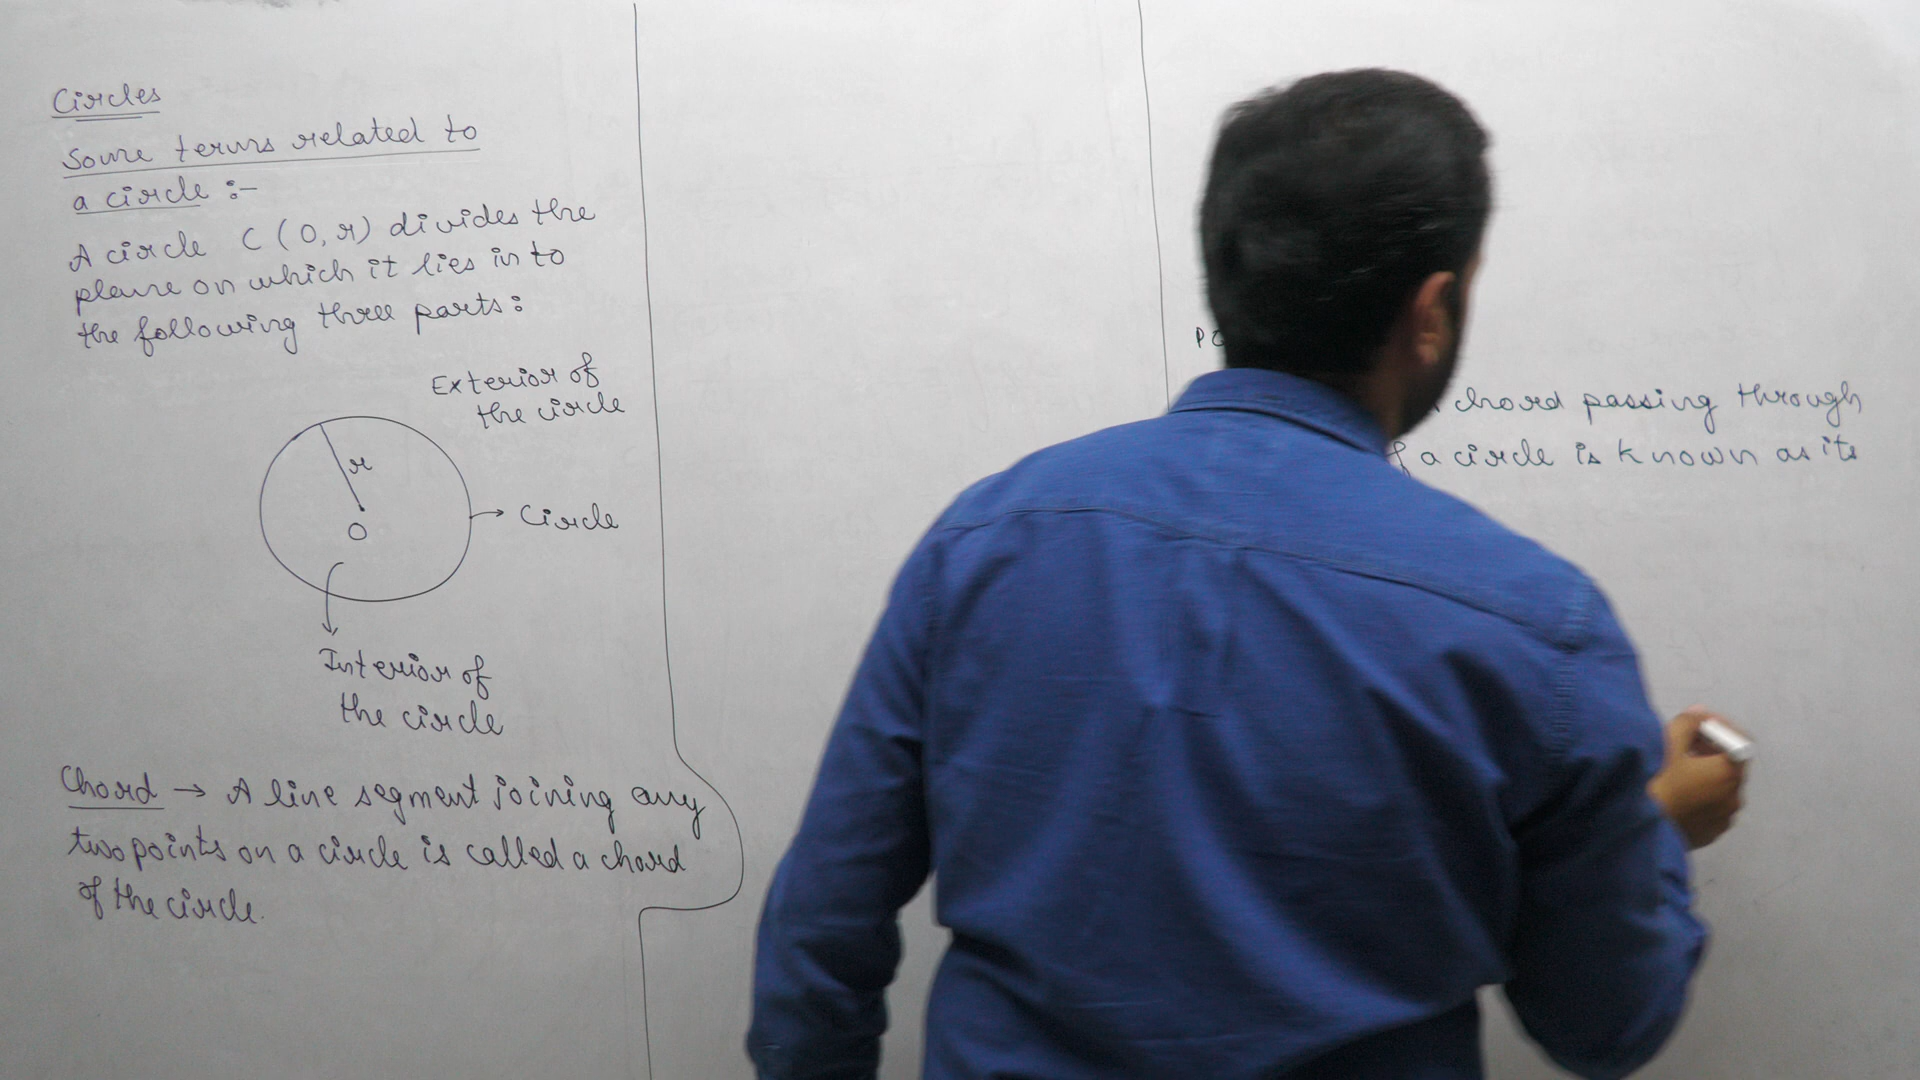 Circles
Some terms related to
a circle :-
A circle C (O, r) divides the
plane on which it lies in to
the following three parts:
Exterior of
the circle
r
O
→ Circle
Interior of
the circle
Chord → A line segment joining any
two points on a circle is called a chord
of the circle.
chord passing through
a circle is known as its